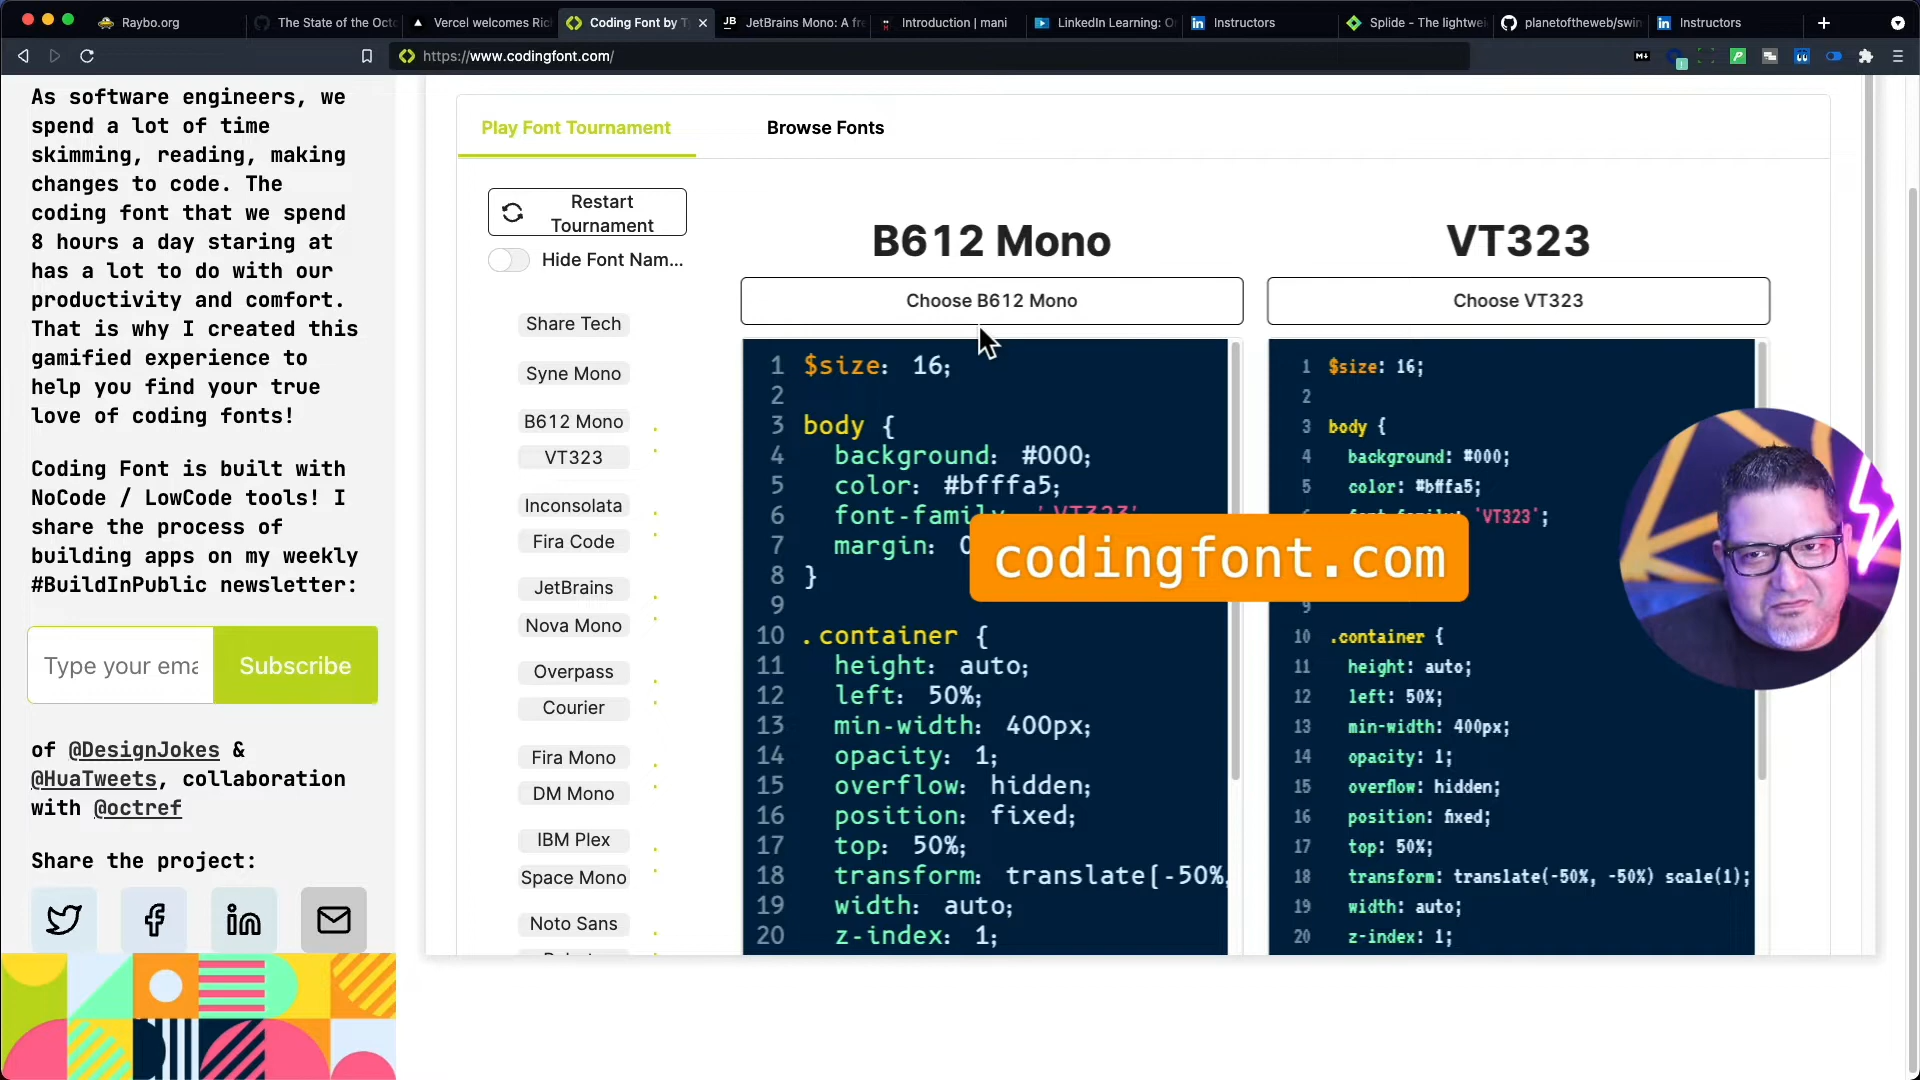 Raybo.org
The State of the Octo
Vercel welcomes Rich
Coding Font by Ty
JetBrains Mono: A fre
Introduction | mani
LinkedIn Learning: On
Instructors
Splide - The lightwei
planetoftheweb/swin
Instructors
https://www.codingfont.com/
As software engineers, we
spend a lot of time
skimming, reading, making
changes to code. The
coding font that we spend
8 hours a day staring at
has a lot to do with our
productivity and comfort.
That is why I created this
gamified experience to
help you find your true
love of coding fonts!
Coding Font is built with
NoCode / LowCode tools! I
share the process of
building apps on my weekly
#BuildInPublic newsletter:
Type your ema
Subscribe
of @DesignJokes &
@HuaTweets, collaboration
with @octref
Share the project:
Play Font Tournament
Browse Fonts
Restart
Tournament
Hide Font Nam...
Share Tech
Syne Mono
B612 Mono
VT323
Inconsolata
Fira Code
JetBrains
Nova Mono
Overpass
Courier
Fira Mono
DM Mono
IBM Plex
Space Mono
Noto Sans
B612 Mono
Choose B612 Mono
1 $size: 16;
2
3 body {
4 background: #000;
5 color: #bfffa5;
6 font-family: 'VT323'
7 margin: 0
8 }
9
10 .container {
11 height: auto;
12 left: 50%;
13 min-width: 400px;
14 opacity: 1;
15 overflow: hidden;
16 position: fixed;
17 top: 50%;
18 transform: translate(-50%,
19 width: auto;
20 z-index: 1;
VT323
Choose VT323
1 $size: 16;
2
3 body {
4 background: #000;
5 color: #bfffa5;
'VT323';
9
10 .container {
11 height: auto;
12 left: 50%;
13 min-width: 400px;
14 opacity: 1;
15 overflow: hidden;
16 position: fixed;
17 top: 50%;
18 transform: translate(-50%, -50%) scale(1);
19 width: auto;
20 z-index: 1;
codingfont.com